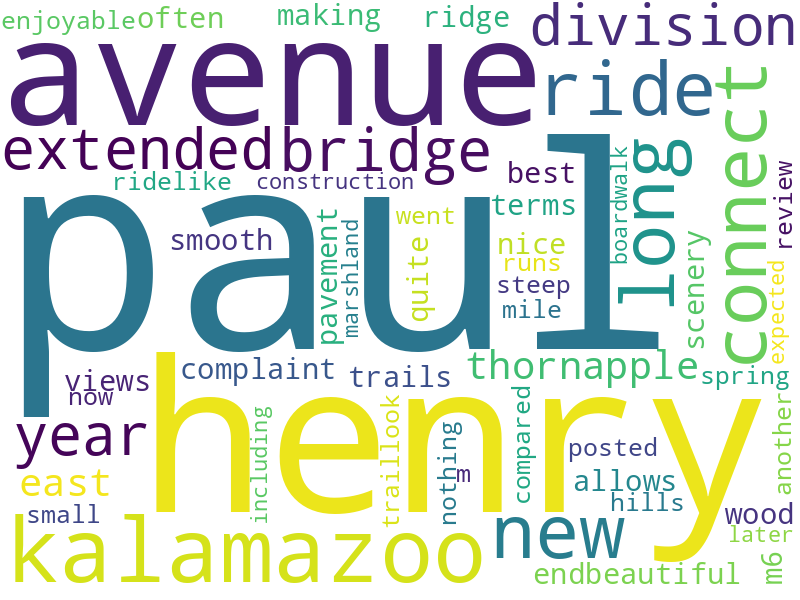 enjoyable
often
making
ridge
division
avenue
ride
extended
bridge
connect
long
boardwalk
review
best
ridelike
construction
terms
paul
smooth
pavement
marshland
went
quite
nice
runs
steep
mile
scenery
expected
complaint
trails
thornapple
spring
views
now
henry
year
east
small
including
traillook
nothing
m
compared
posted
allows
hills
another
wood
later
kalamazoo
new
endbeautiful
m6